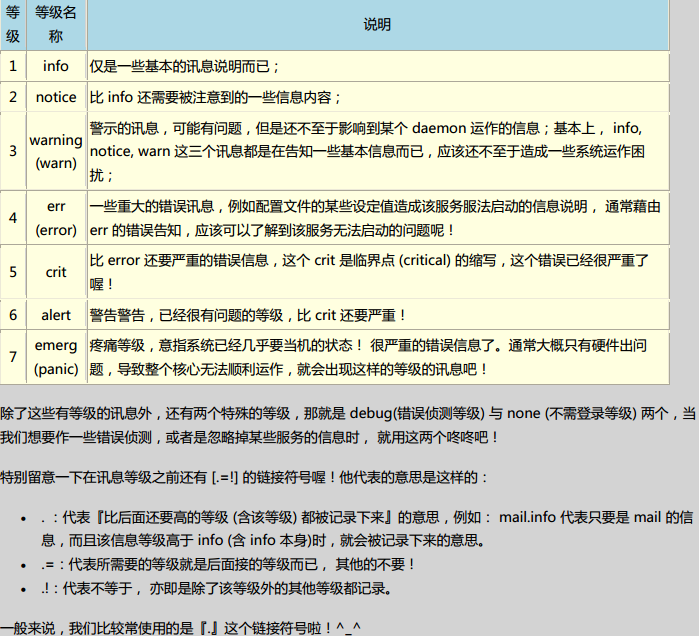 等级 等级名称 说明
1 info 仅是一些基本的讯息说明而已；
2 notice 比 info 还需要被注意到的一些信息内容；
3 warning (warn) 警示的讯息，可能有问题，但是还不至于影响到某个 daemon 运作的信息；基本上， info,
notice, warn 这三个讯息都是在告知一些基本信息而已，应该还不至于造成一些系统运作困
扰；
4 err (error) 一些重大的错误讯息，例如配置文件的某些设定值造成该服务服法启动的信息说明， 通常藉由
err 的错误告知，应该可以了解到该服务无法启动的问题呢！
5 crit 比 error 还要严重的错误信息，这个 crit 是临界点 (critical) 的缩写，这个错误已经很严重了
喔！
6 alert 警告警告，已经很有问题的等级，比 crit 还要严重！
7 emerg (panic) 疼痛等级，意指系统已经几乎要当机的状态！ 很严重的错误信息了。通常大概只有硬件出问
题，导致整个核心无法顺利运作，就会出现这样的等级的讯息吧！
除了这些有等级的讯息外，还有两个特殊的等级，那就是 debug(错误侦测等级) 与 none (不需登录等级) 两个，当
我们想要作一些错误侦测，或者是忽略掉某些服务的信息时， 就用这两个咚咚吧！
特别留意一下在讯息等级之前还有 [.=!] 的链接符号喔！他代表的意思是这样的：
• . ：代表『比后面还要高的等级 (含该等级) 都被记录下来』的意思，例如： mail.info 代表只要是 mail 的信
息，而且该信息等级高于 info (含 info 本身)时，就会被记录下来的意思。
• .=：代表所需要的等级就是后面接的等级而已， 其他的不要！
• .!：代表不等于， 亦即是除了该等级外的其他等级都记录。
一般来说，我们比较常使用的是『.』这个链接符号啦！^_^